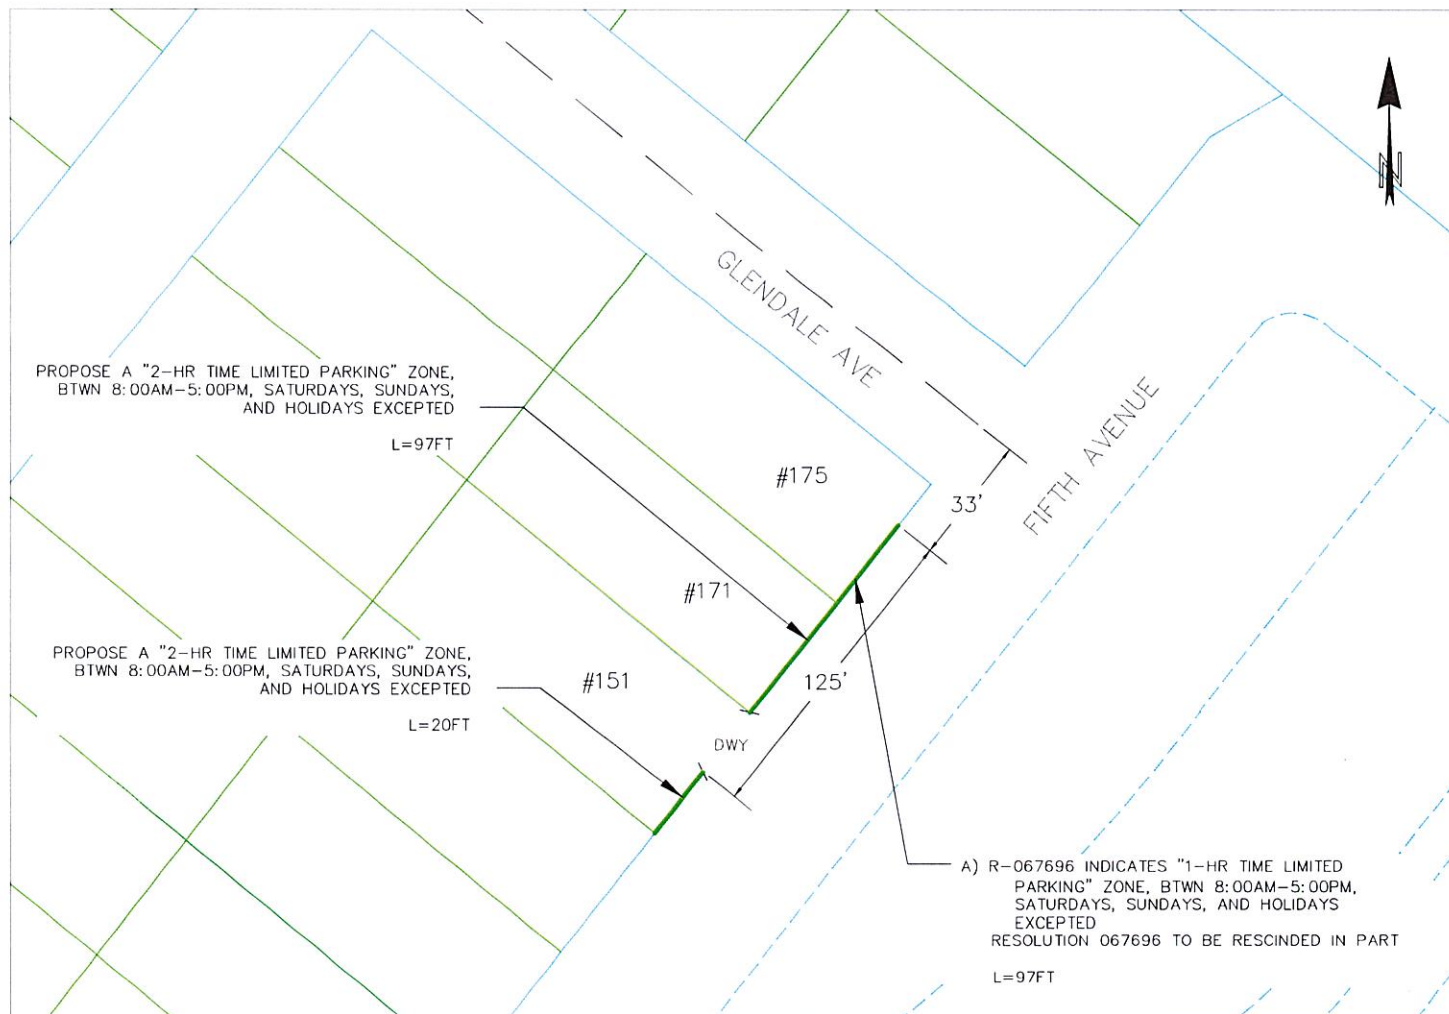 N
GLENDALE AVE
FIFTH AVENUE
PROPOSE A "2-HR TIME LIMITED PARKING" ZONE,
BTWN 8:00AM-5:00PM, SATURDAYS, SUNDAYS,
AND HOLIDAYS EXCEPTED
L=97FT
#175
33'
#171
PROPOSE A "2-HR TIME LIMITED PARKING" ZONE,
BTWN 8:00AM-5:00PM, SATURDAYS, SUNDAYS,
AND HOLIDAYS EXCEPTED
L=20FT
#151
125'
DWY
A) R-067696 INDICATES "1-HR TIME LIMITED
PARKING" ZONE, BTWN 8:00AM-5:00PM,
SATURDAYS, SUNDAYS, AND HOLIDAYS
EXCEPTED
RESOLUTION 067696 TO BE RESCINDED IN PART
L=97FT